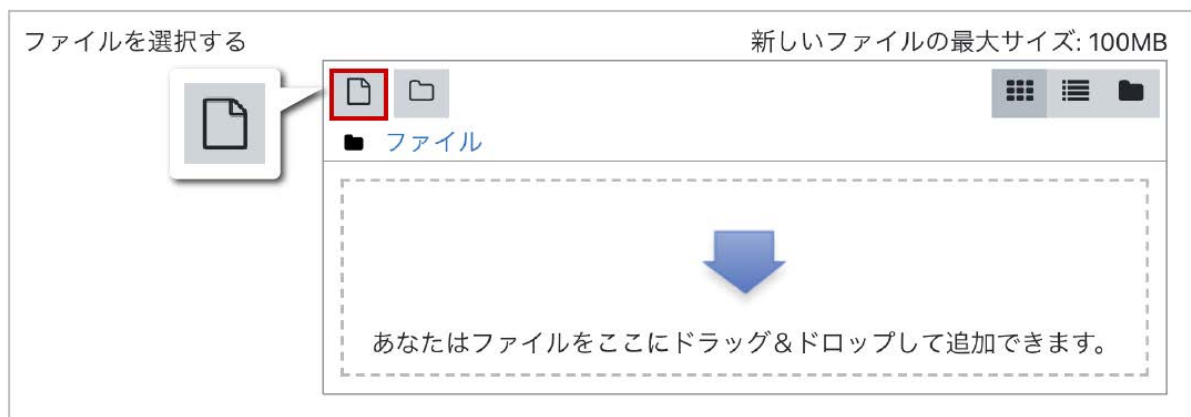 ファイルを選択する
新しいファイルの最大サイズ: 100MB
ファイル
あなたはファイルをここにドラッグ＆ドロップして追加できます。